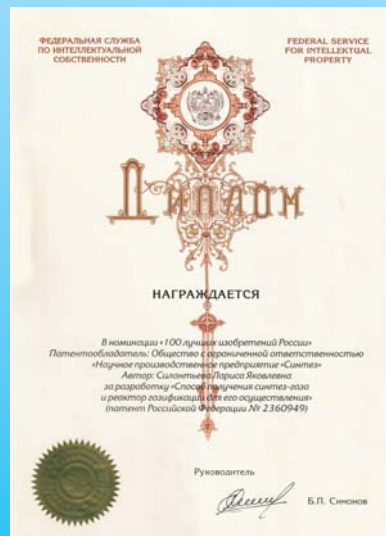 ФЕДЕРАЛЬНАЯ СЛУЖБА
ПО ИНТЕЛЛЕКТУАЛЬНОЙ
СОБСТВЕННОСТИ
FEDERAL SERVICE
FOR INTELLEKTUAL
PROPERTY
ДИПЛОМ
НАГРАЖДАЕТСЯ
В номинации «100 лучших изобретений России»
Патентообладатель: Общество с ограниченной ответственностью
«Научное производственное предприятие «Синтез»
Автор: Силантьева Лариса Яковлевна
за разработку «Способ получения синтез-газа
и реактор газификации для его осуществления»
(патент Российской Федерации № 2360949)
Руководитель
Б.П. Симонов